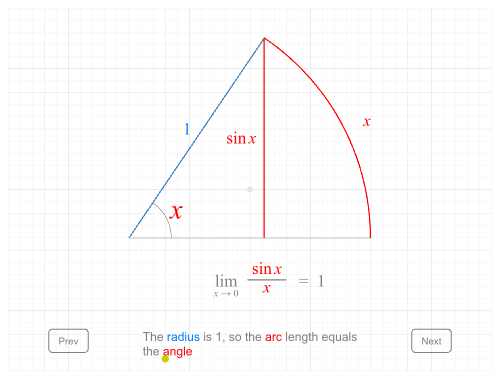 1
sin x
x
x
lim x → 0 sin x / x = 1
Prev
The radius is 1, so the arc length equals
the angle
Next